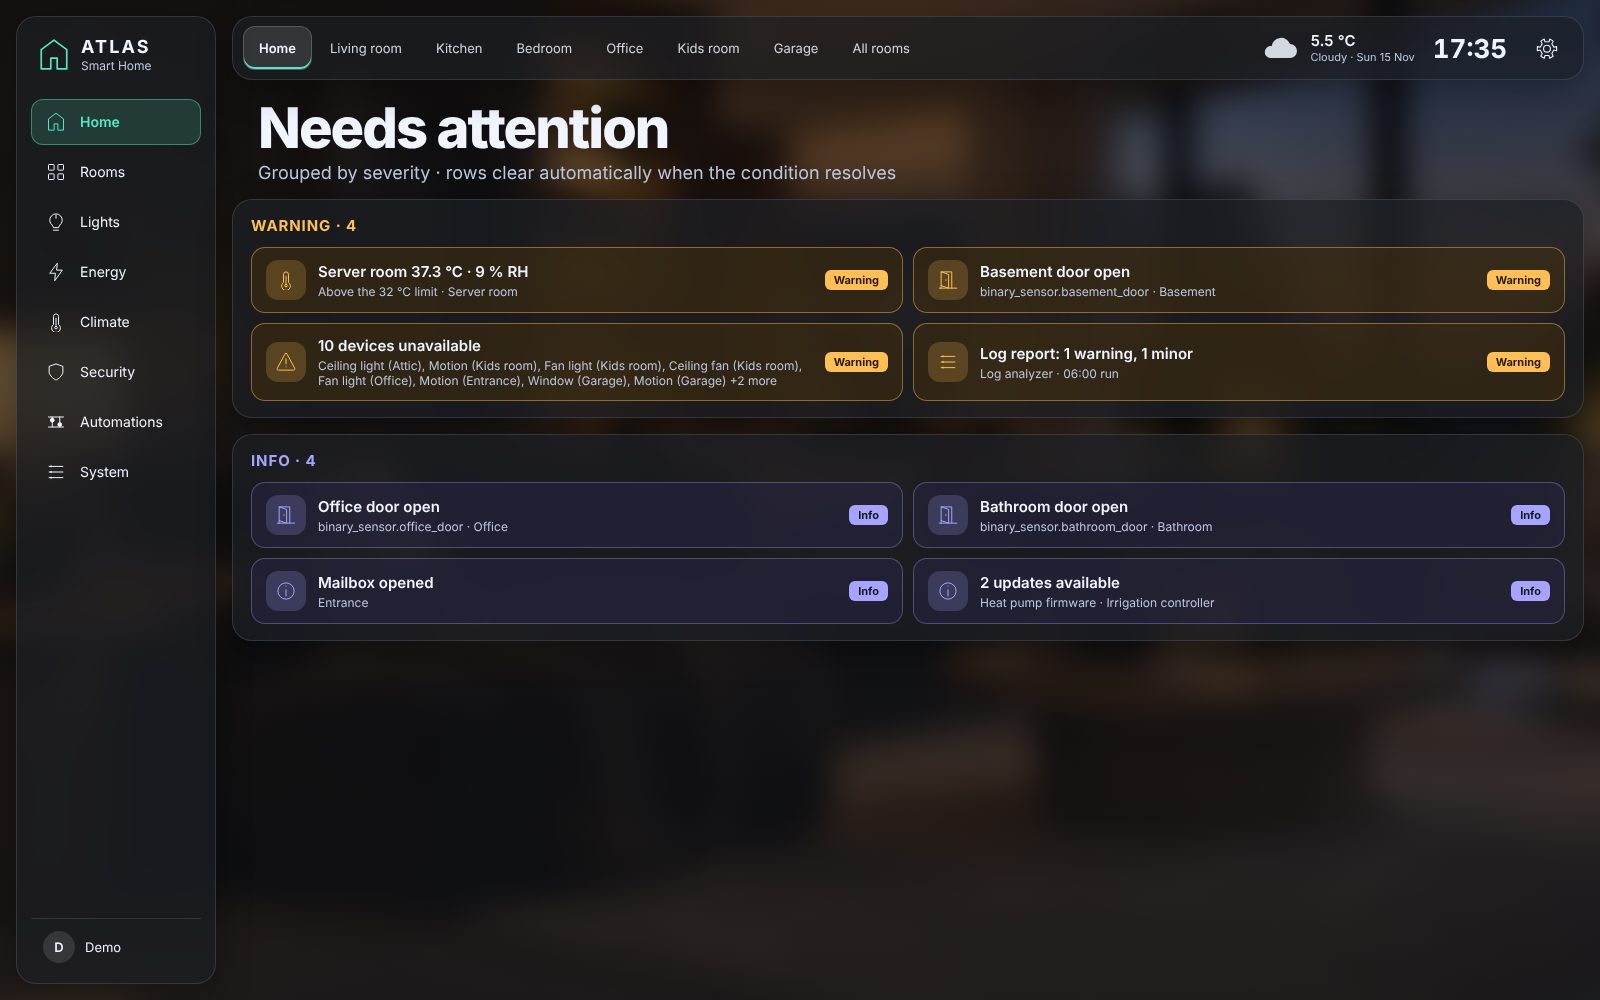 ATLAS
Smart Home
Home
Rooms
Lights
Energy
Climate
Security
Automations
System
D
Demo
Home
Living room
Kitchen
Bedroom
Office
Kids room
Garage
All rooms
5.5 °C
Cloudy · Sun 15 Nov
17:35
Needs attention
Grouped by severity · rows clear automatically when the condition resolves
WARNING · 4
Server room 37.3 °C · 9 % RH
Above the 32 °C limit · Server room
Warning
Basement door open
binary_sensor.basement_door · Basement
Warning
10 devices unavailable
Ceiling light (Attic), Motion (Kids room), Fan light (Kids room), Ceiling fan (Kids room),
Fan light (Office), Motion (Entrance), Window (Garage), Motion (Garage) +2 more
Warning
Log report: 1 warning, 1 minor
Log analyzer · 06:00 run
Warning
INFO · 4
Office door open
binary_sensor.office_door · Office
Info
Bathroom door open
binary_sensor.bathroom_door · Bathroom
Info
Mailbox opened
Entrance
Info
2 updates available
Heat pump firmware · Irrigation controller
Info